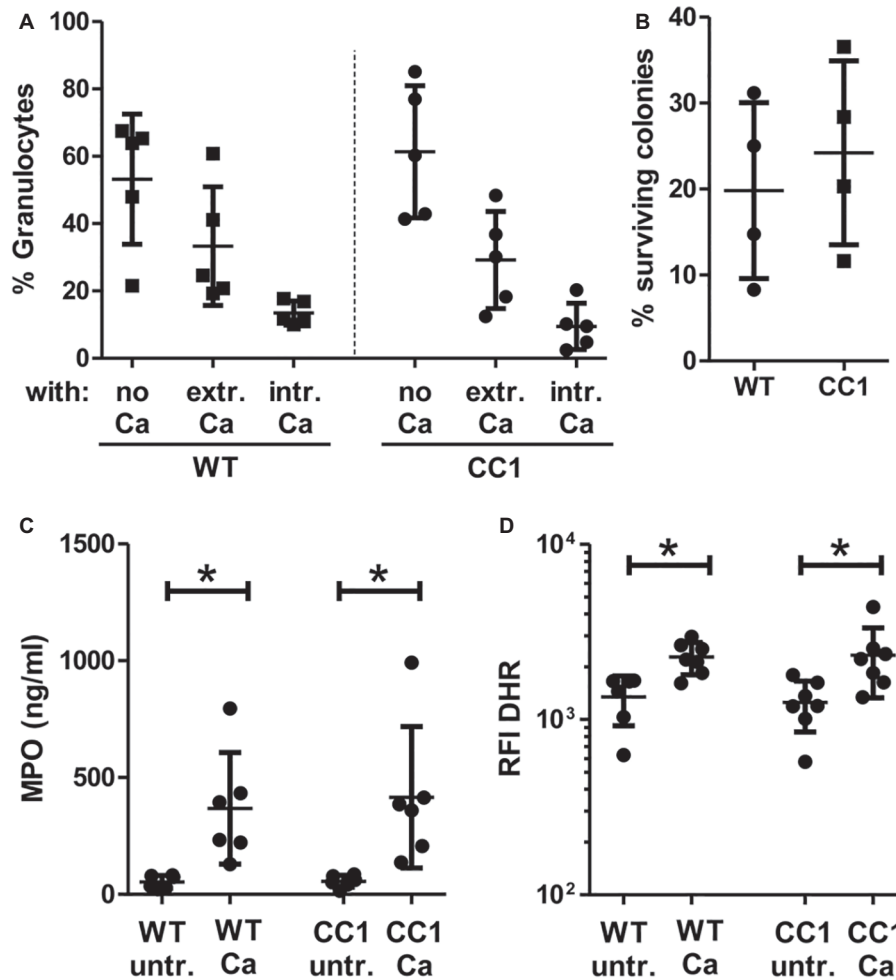 A
% Granulocytes
100
80
60
40
20
0
with: no extr. intr. no extr. intr.
Ca Ca Ca Ca Ca Ca
WT CC1
B
% surviving colonies
40
30
20
10
0
WT CC1
C
MPO (ng/ml)
1500
1000
500
0
* *
WT WT CC1 CC1
untr. Ca untr. Ca
D
RFI DHR
10⁴
10³
10²
* *
WT WT CC1 CC1
untr. Ca untr. Ca